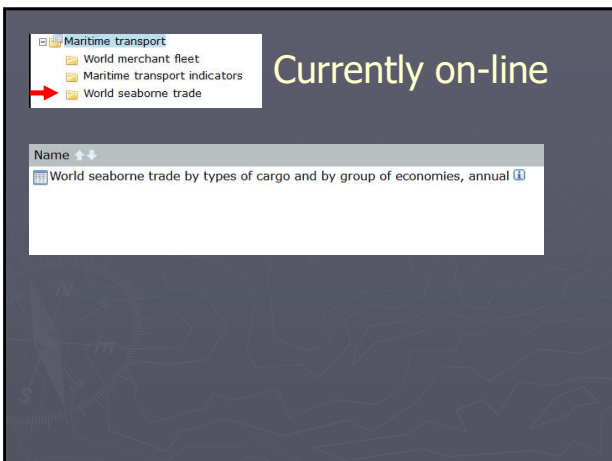 Maritime transport
World merchant fleet
Maritime transport indicators
World seaborne trade
Currently on-line
Name
World seaborne trade by types of cargo and by group of economies, annual
N
m
S